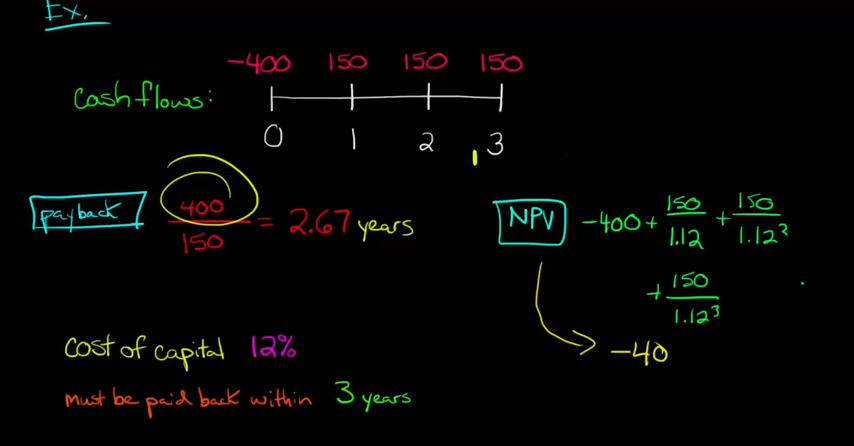 Ex.
-400 150 150 150
cash flows:
0 1 2 3
payback 400/150 = 2.67 years
NPV -400 + 150/1.12 + 150/1.12²
+ 150/1.12³
-40
cost of capital 12%
must be paid back within 3 years